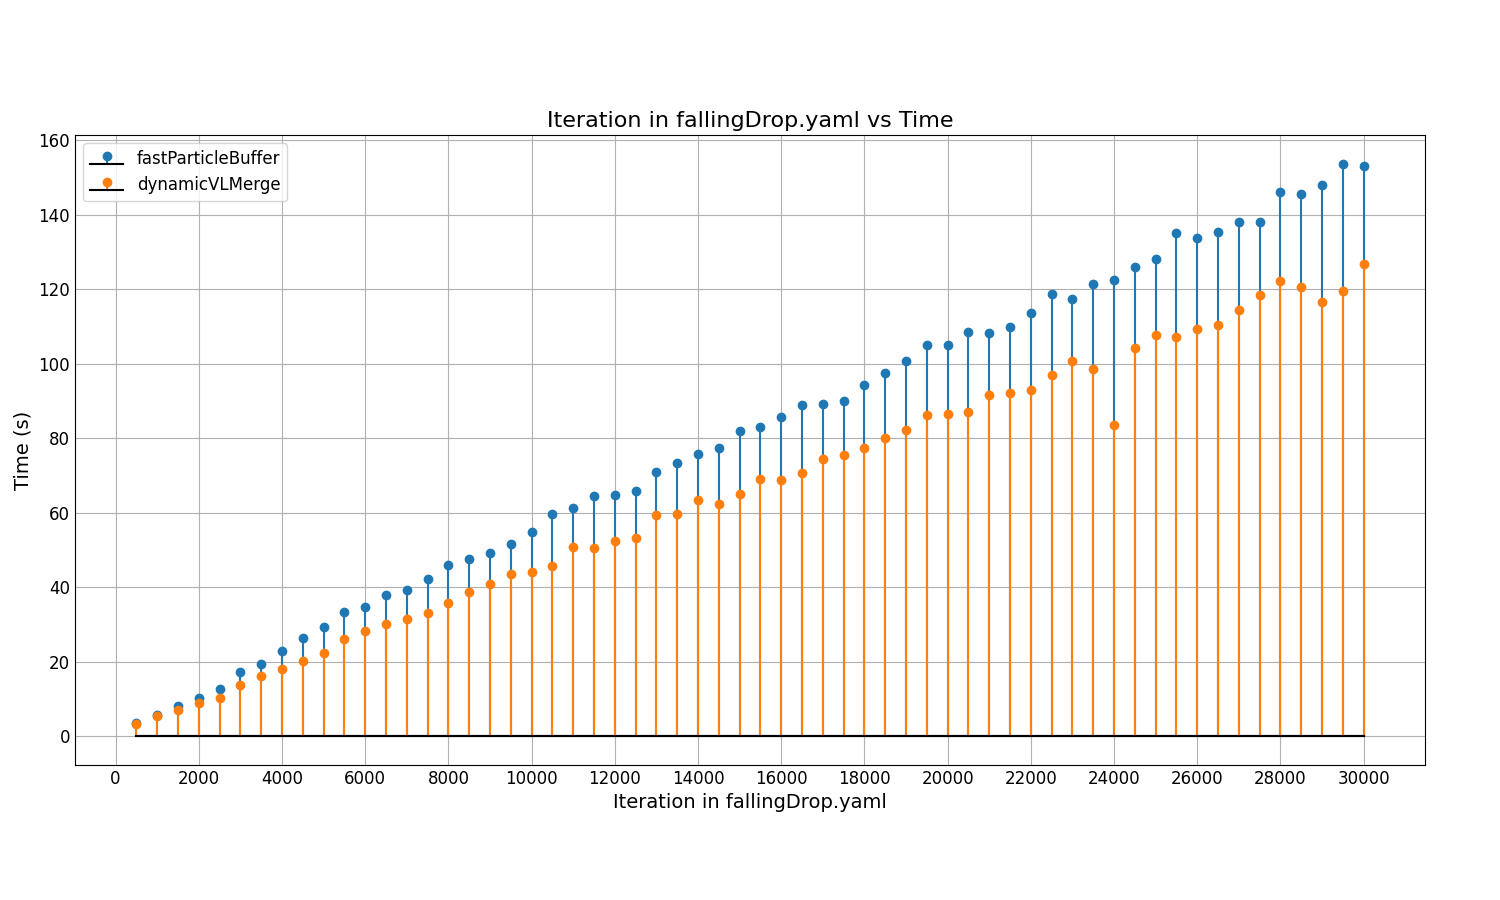 Iteration in fallingDrop.yaml vs Time
160
140
120
100
80
60
40
20
0
Time (s)
fastParticleBuffer
dynamicVLMerge
0 2000 4000 6000 8000 10000 12000 14000 16000 18000 20000 22000 24000 26000 28000 30000
Iteration in fallingDrop.yaml